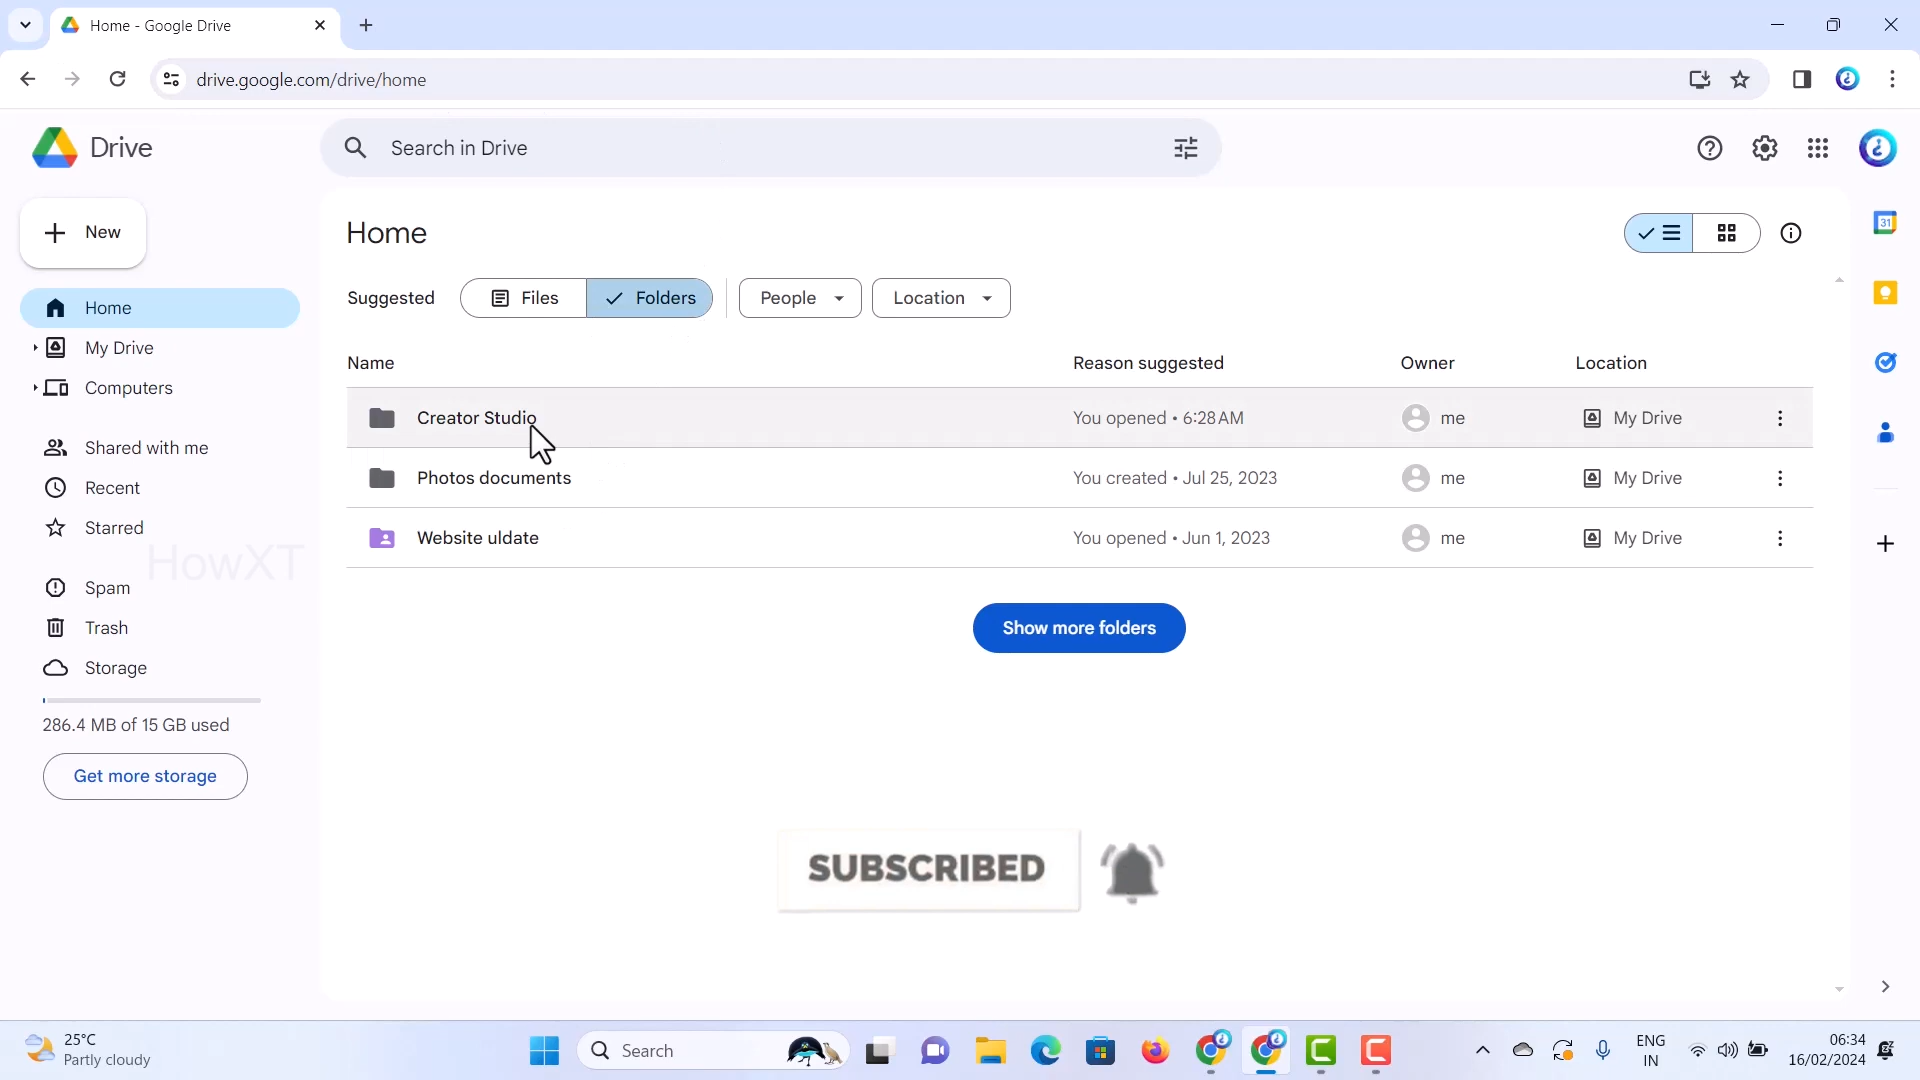 Home - Google Drive
drive.google.com/drive/home
Drive
Search in Drive
New
Home
My Drive
Computers
Shared with me
Recent
Starred
Spam
Trash
Storage
286.4 MB of 15 GB used
Get more storage
HowXT
Home
Suggested
Files
Folders
People
Location
Name Reason suggested Owner Location
Creator Studio You opened • 6:28 AM me My Drive
Photos documents You created • Jul 25, 2023 me My Drive
Website uldate You opened • Jun 1, 2023 me My Drive
Show more folders
SUBSCRIBED
31
25°C
Partly cloudy
Search
ENG
IN
06:34
16/02/2024